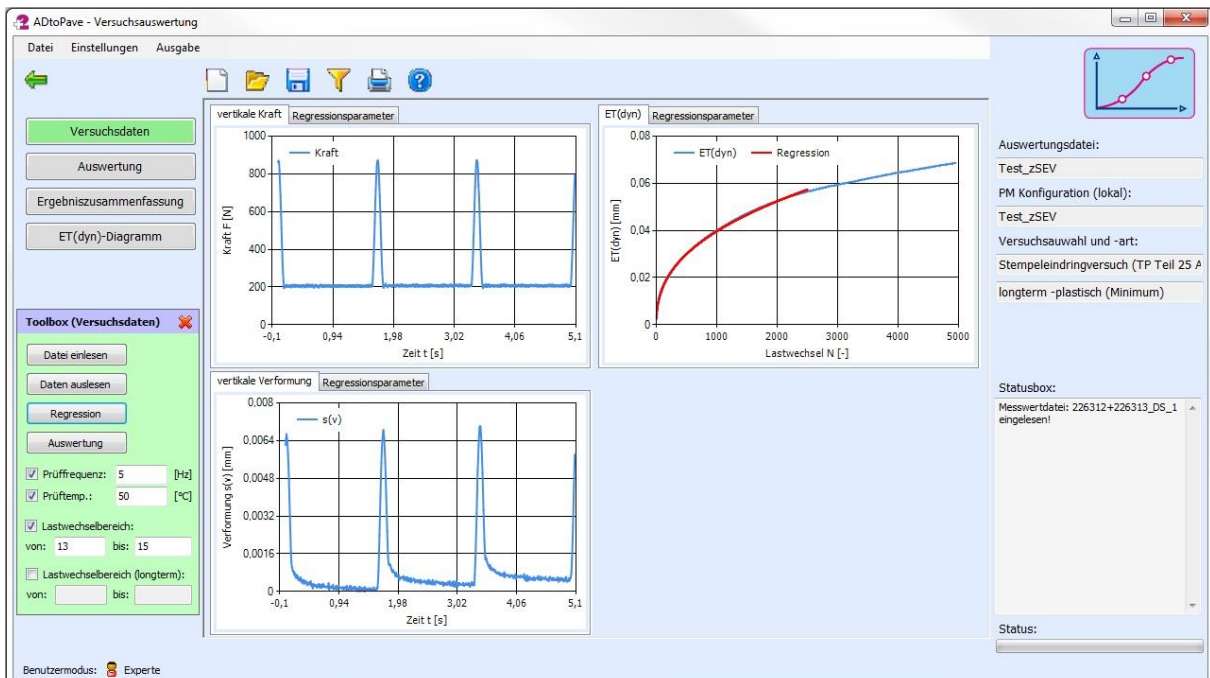 ADtoPave - Versuchsauswertung
Datei Einstellungen Ausgabe
Versuchsdaten
Auswertung
Ergebniszusammenfassung
ET(dyn)-Diagramm
Toolbox (Versuchsdaten)
Datei einlesen
Daten auslesen
Regression
Auswertung
Prüffrequenz: 5 [Hz]
Prüftemp.: 50 [°C]
Lastwechselbereich:
von: 13 bis: 15
Lastwechselbereich (longterm):
von: bis:
Benutzermodus: Experte
vertikale Kraft Regressionsparameter
Kraft
Kraft F [N]
1000
800
600
400
200
0
-0,1 0,94 1,98 3,02 4,06 5,1
Zeit t [s]
ET(dyn) Regressionsparameter
ET(dyn) Regression
ET(dyn) [mm]
0.08
0.06
0.04
0.02
0
0 1000 2000 3000 4000 5000
Lastwechsel N [-]
vertikale Verformung Regressionsparameter
s(v)
Verformung s(v) [mm]
0,008
0,0064
0,0048
0,0032
0,0016
0
-0,1 0,94 1,98 3,02 4,06 5,1
Zeit t [s]
Auswertungsdatei:
Test_zSEV
PM Konfiguration (lokal):
Test_zSEV
Versuchsauwahl und -art:
Stempeleindringversuch (TP Teil 25 A
longterm -plastisch (Minimum)
Statusbox:
Messwertdatei: 226312+226313_DS_1
eingelesen!
Status: